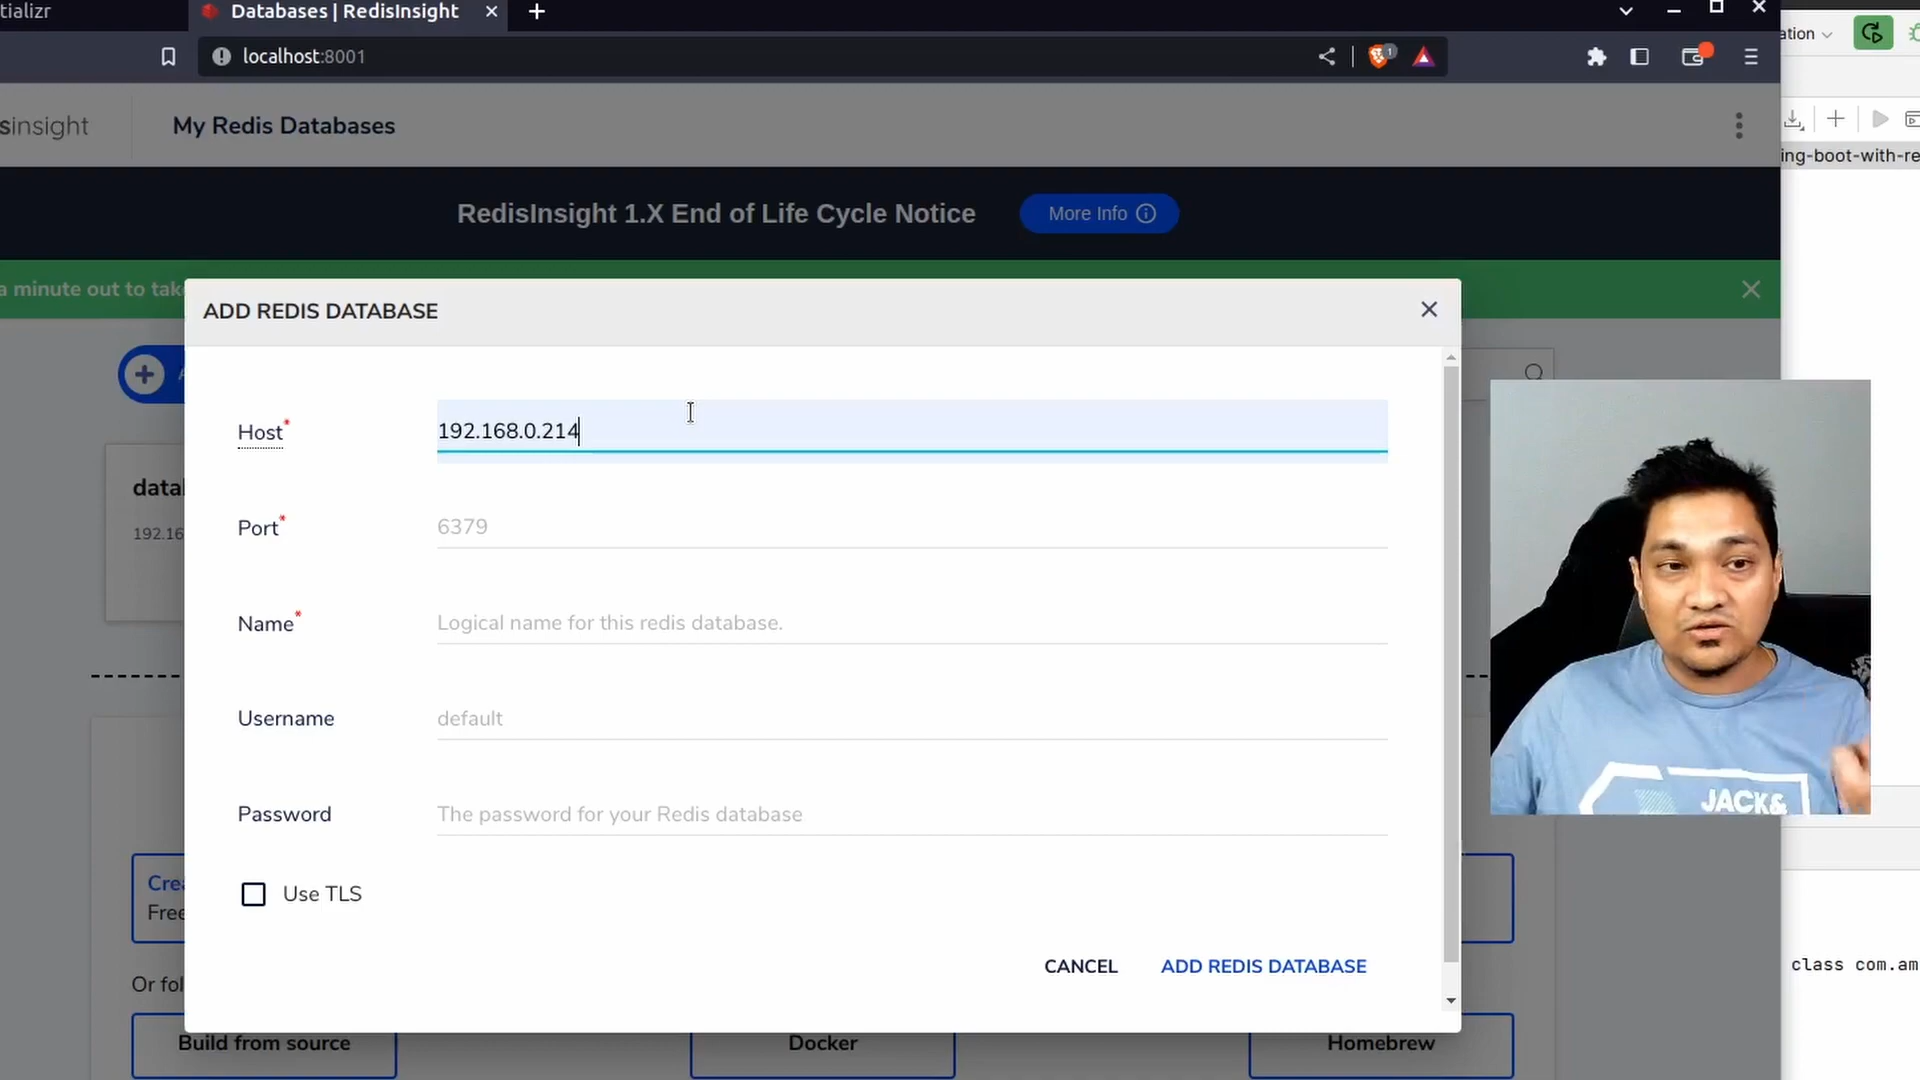 tializr
Databases | RedisInsight
localhost:8001
ation
sinsight
My Redis Databases
ing-boot-with-re
RedisInsight 1.X End of Life Cycle Notice
More Info
a minute out to tak
ADD REDIS DATABASE
Host*
192.168.0.214
Port*
6379
Name*
Logical name for this redis database.
Username
default
Password
The password for your Redis database
Use TLS
CANCEL
ADD REDIS DATABASE
datab
192.16
JACK&
Crea
Free
class com.am
Or fol
Build from source
Docker
Homebrew